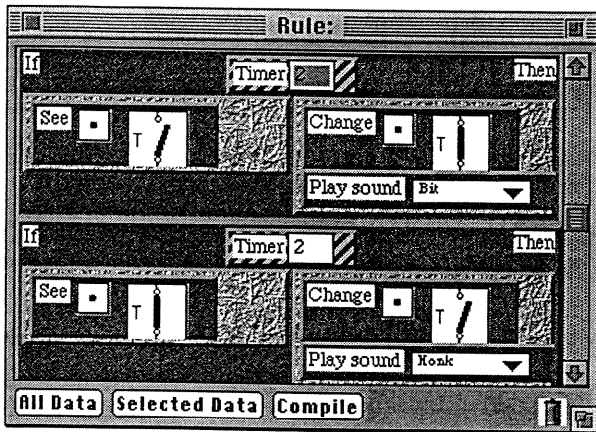 Rule:
If Timer 2 Then
See T Change T
Play sound Bit
If Timer 2 Then
See T Change T
Play sound Honk
All Data Selected Data Compile